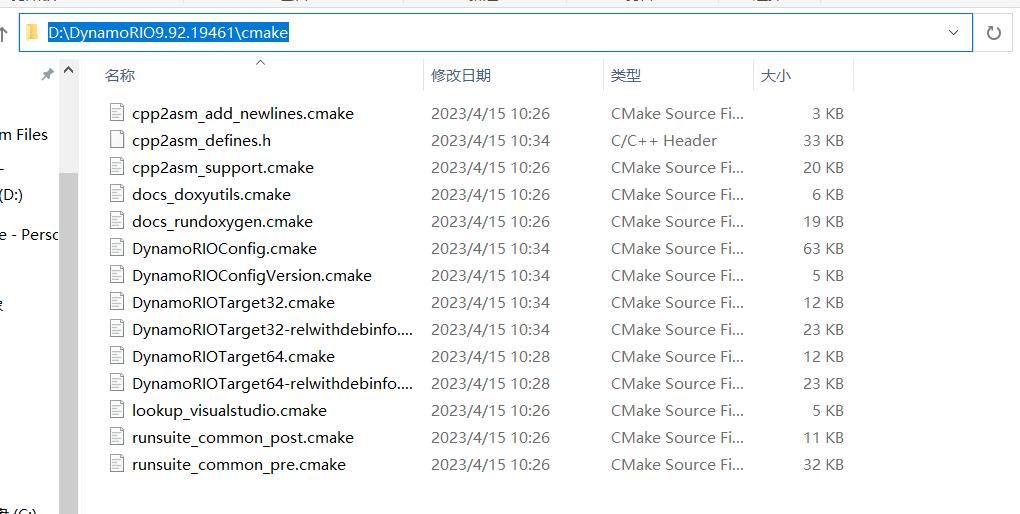 D:\DynamoRIO9.92.19461\cmake
名称 修改日期 类型 大小
cpp2asm_add_newlines.cmake 2023/4/15 10:26 CMake Source Fi... 3 KB
cpp2asm_defines.h 2023/4/15 10:34 C/C++ Header 33 KB
m Files
cpp2asm_support.cmake 2023/4/15 10:26 CMake Source Fi... 20 KB
(D:)
docs_doxyutils.cmake 2023/4/15 10:26 CMake Source Fi... 6 KB
docs_rundoxygen.cmake 2023/4/15 10:26 CMake Source Fi... 19 KB
e - Perso
DynamoRIOConfig.cmake 2023/4/15 10:34 CMake Source Fi... 63 KB
DynamoRIOConfigVersion.cmake 2023/4/15 10:34 CMake Source Fi... 5 KB
DynamoRIOTarget32.cmake 2023/4/15 10:34 CMake Source Fi... 12 KB
DynamoRIOTarget32-relwithdebinfo.... 2023/4/15 10:34 CMake Source Fi... 23 KB
DynamoRIOTarget64.cmake 2023/4/15 10:28 CMake Source Fi... 12 KB
DynamoRIOTarget64-relwithdebinfo.... 2023/4/15 10:28 CMake Source Fi... 23 KB
lookup_visualstudio.cmake 2023/4/15 10:26 CMake Source Fi... 5 KB
runsuite_common_post.cmake 2023/4/15 10:26 CMake Source Fi... 11 KB
runsuite_common_pre.cmake 2023/4/15 10:26 CMake Source Fi... 32 KB
(C:)